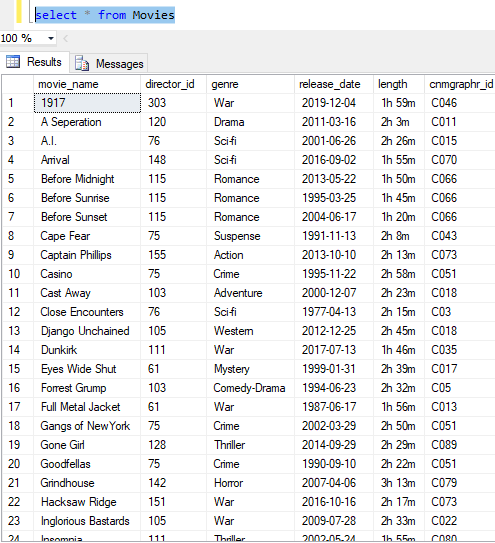 select * from Movies
100 %
Results Messages
movie_name director_id genre release_date length cnmgraphr_id
1 1917 303 War 2019-12-04 1h 59m C046
2 A Seperation 120 Drama 2011-03-16 2h 3m C011
3 A.I. 76 Sci-fi 2001-06-26 2h 26m C015
4 Arrival 148 Sci-fi 2016-09-02 1h 55m C070
5 Before Midnight 115 Romance 2013-05-22 1h 50m C066
6 Before Sunrise 115 Romance 1995-03-25 1h 45m C066
7 Before Sunset 115 Romance 2004-06-17 1h 20m C066
8 Cape Fear 75 Suspense 1991-11-13 2h 8m C043
9 Captain Phillips 155 Action 2013-10-10 2h 13m C073
10 Casino 75 Crime 1995-11-22 2h 58m C051
11 Cast Away 103 Adventure 2000-12-07 2h 23m C018
12 Close Encounters 76 Sci-fi 1977-04-13 2h 15m C03
13 Django Unchained 105 Western 2012-12-25 2h 45m C018
14 Dunkirk 111 War 2017-07-13 1h 46m C035
15 Eyes Wide Shut 61 Mystery 1999-01-31 2h 39m C017
16 Forrest Grump 103 Comedy-Drama 1994-06-23 2h 32m C05
17 Full Metal Jacket 61 War 1987-06-17 1h 56m C013
18 Gangs of NewYork 75 Crime 2002-03-29 2h 50m C051
19 Gone Girl 128 Thriller 2014-09-29 2h 29m C089
20 Goodfellas 75 Crime 1990-09-10 2h 22m C051
21 Grindhouse 142 Horror 2007-04-06 3h 13m C079
22 Hacksaw Ridge 151 War 2016-10-16 2h 17m C073
23 Inglorious Bastards 105 War 2009-07-28 2h 33m C022
24 Insomnia 111 Thriller 2002-05-24 1h 55m C080